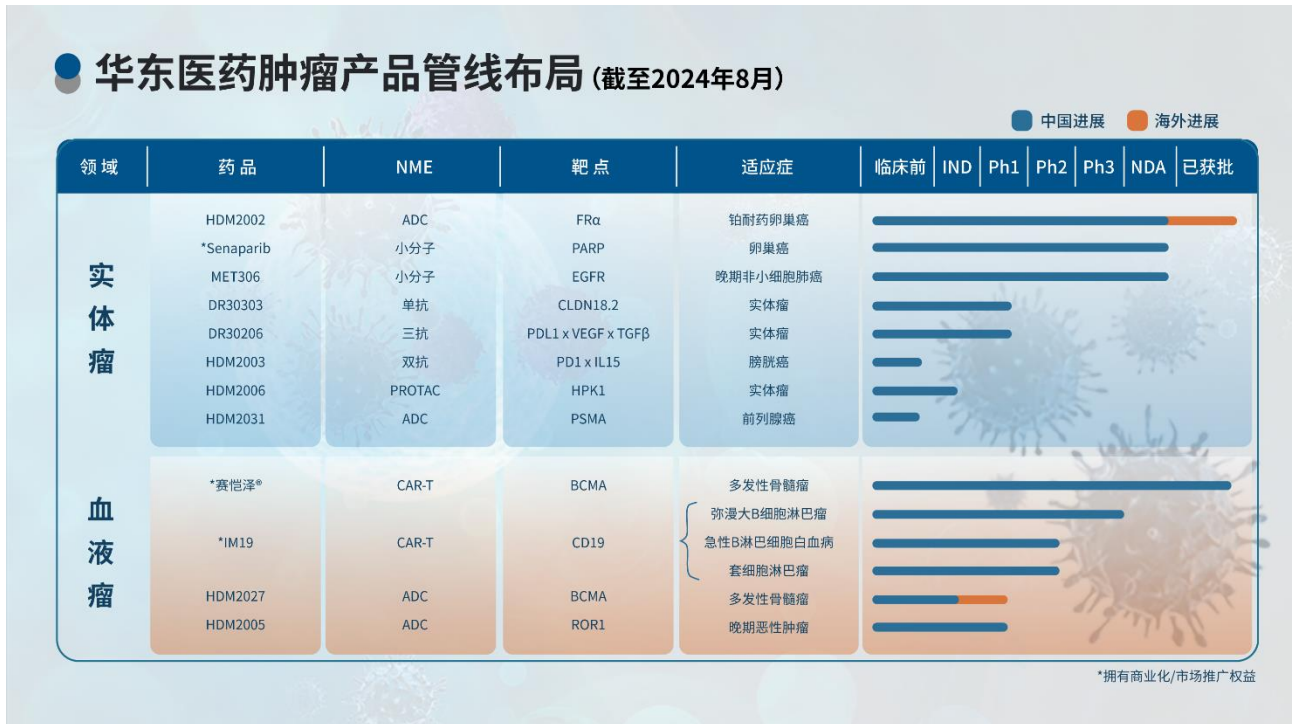 华东医药肿瘤产品管线布局(截至2024年8月)
中国进展 海外进展
领域 药品 NME 靶点 适应症 临床前 IND Ph1 Ph2 Ph3 NDA 已获批
实体瘤
HDM2002 ADC FRα 铂耐药卵巢癌
*Senaparib 小分子 PARP 卵巢癌
MET306 小分子 EGFR 晚期非小细胞肺癌
DR30303 单抗 CLDN18.2 实体瘤
DR30206 三抗 PDL1 x VEGF x TGFβ 实体瘤
HDM2003 双抗 PD1 x IL15 膀胱癌
HDM2006 PROTAC HPK1 实体瘤
HDM2031 ADC PSMA 前列腺癌
血液瘤
*赛恺泽® CAR-T BCMA 多发性骨髓瘤
弥漫大B细胞淋巴瘤
*IM19 CAR-T CD19 急性B淋巴细胞白血病
套细胞淋巴瘤
HDM2027 ADC BCMA 多发性骨髓瘤
HDM2005 ADC ROR1 晚期恶性肿瘤
*拥有商业化/市场推广权益